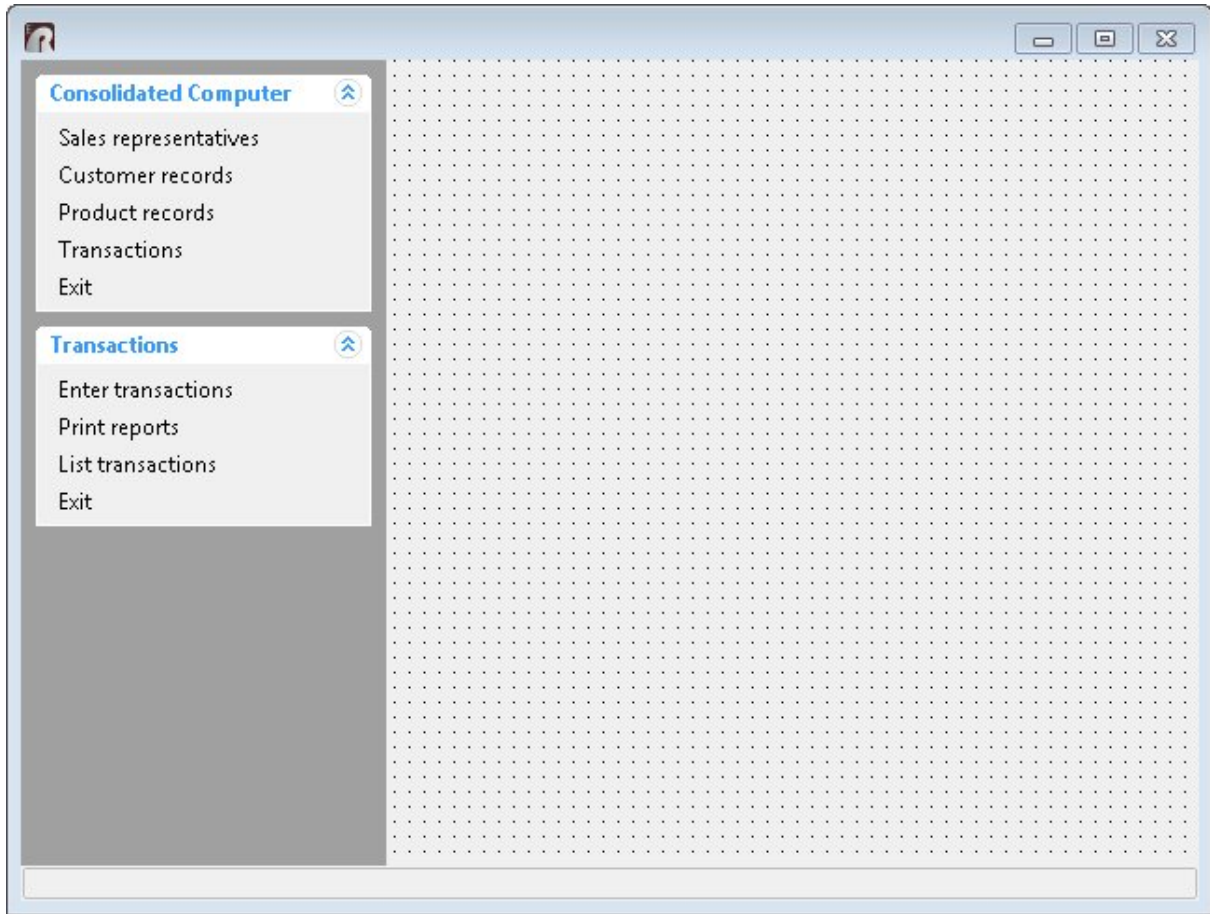 Consolidated Computer
Sales representatives
Customer records
Product records
Transactions
Exit
Transactions
Enter transactions
Print reports
List transactions
Exit